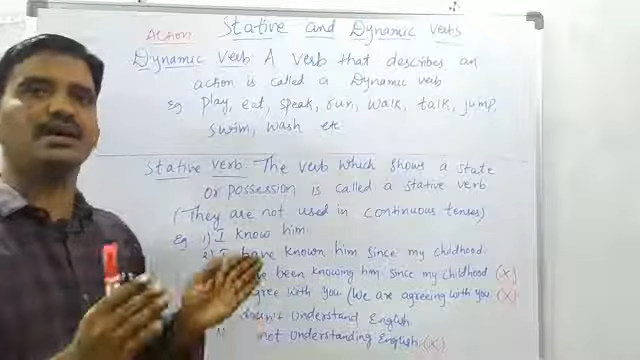 Action Stative and Dynamic verbs
Dynamic verb: A verb that describes an
action is called a Dynamic verb
eg play, eat, speak, run, walk, talk, jump,
swim, wash etc
Stative verb: The verb which shows a state
or possession is called a stative verb
(They are not used in continuous tenses)
Eg 1) I know him.
2) I have known him since my childhood.
been knowing him since my childhood (X)
agree with you (We are agreeing with you (X)
doesn't understand English.
not understanding English. (X)